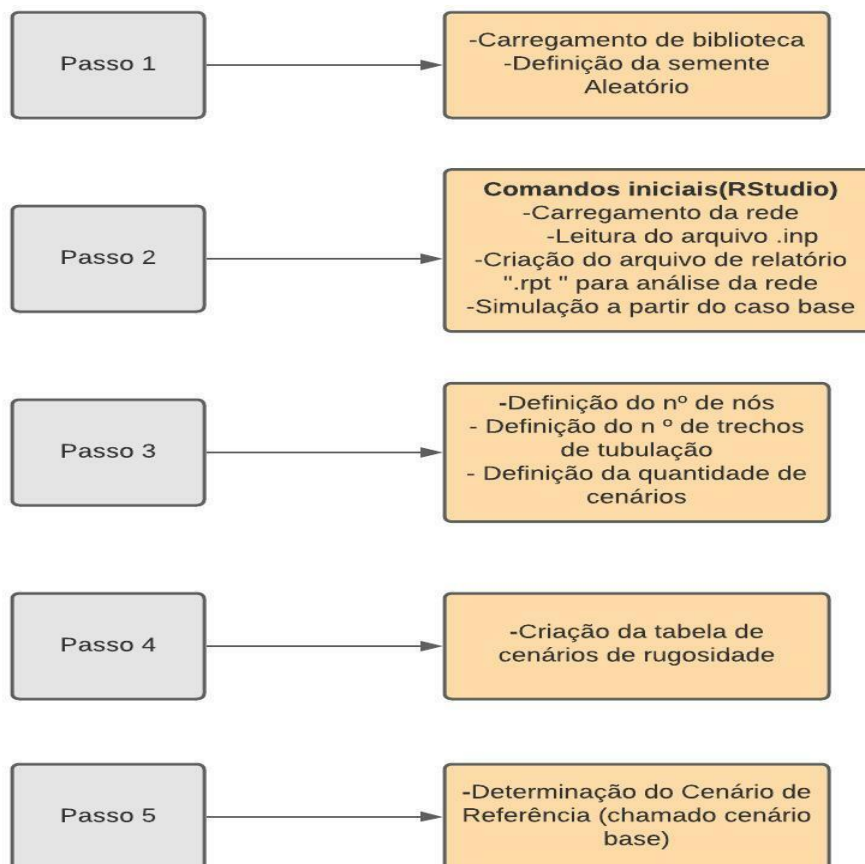 Passo 1
-Carregamento de biblioteca
-Definição da semente
Aleatório
Passo 2
Comandos iniciais(RStudio)
-Carregamento da rede
-Leitura do arquivo .inp
-Criação do arquivo de relatório
".rpt " para análise da rede
-Simulação a partir do caso base
Passo 3
-Definição do nº de nós
- Definição do n º de trechos
de tubulação
- Definição da quantidade de
cenários
Passo 4
-Criação da tabela de
cenários de rugosidade
Passo 5
-Determinação do Cenário de
Referência (chamado cenário
base)